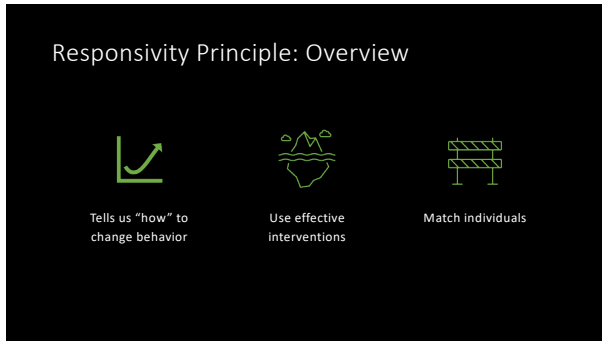 Responsivity Principle: Overview
Tells us “how” to
change behavior
Use effective
interventions
Match individuals